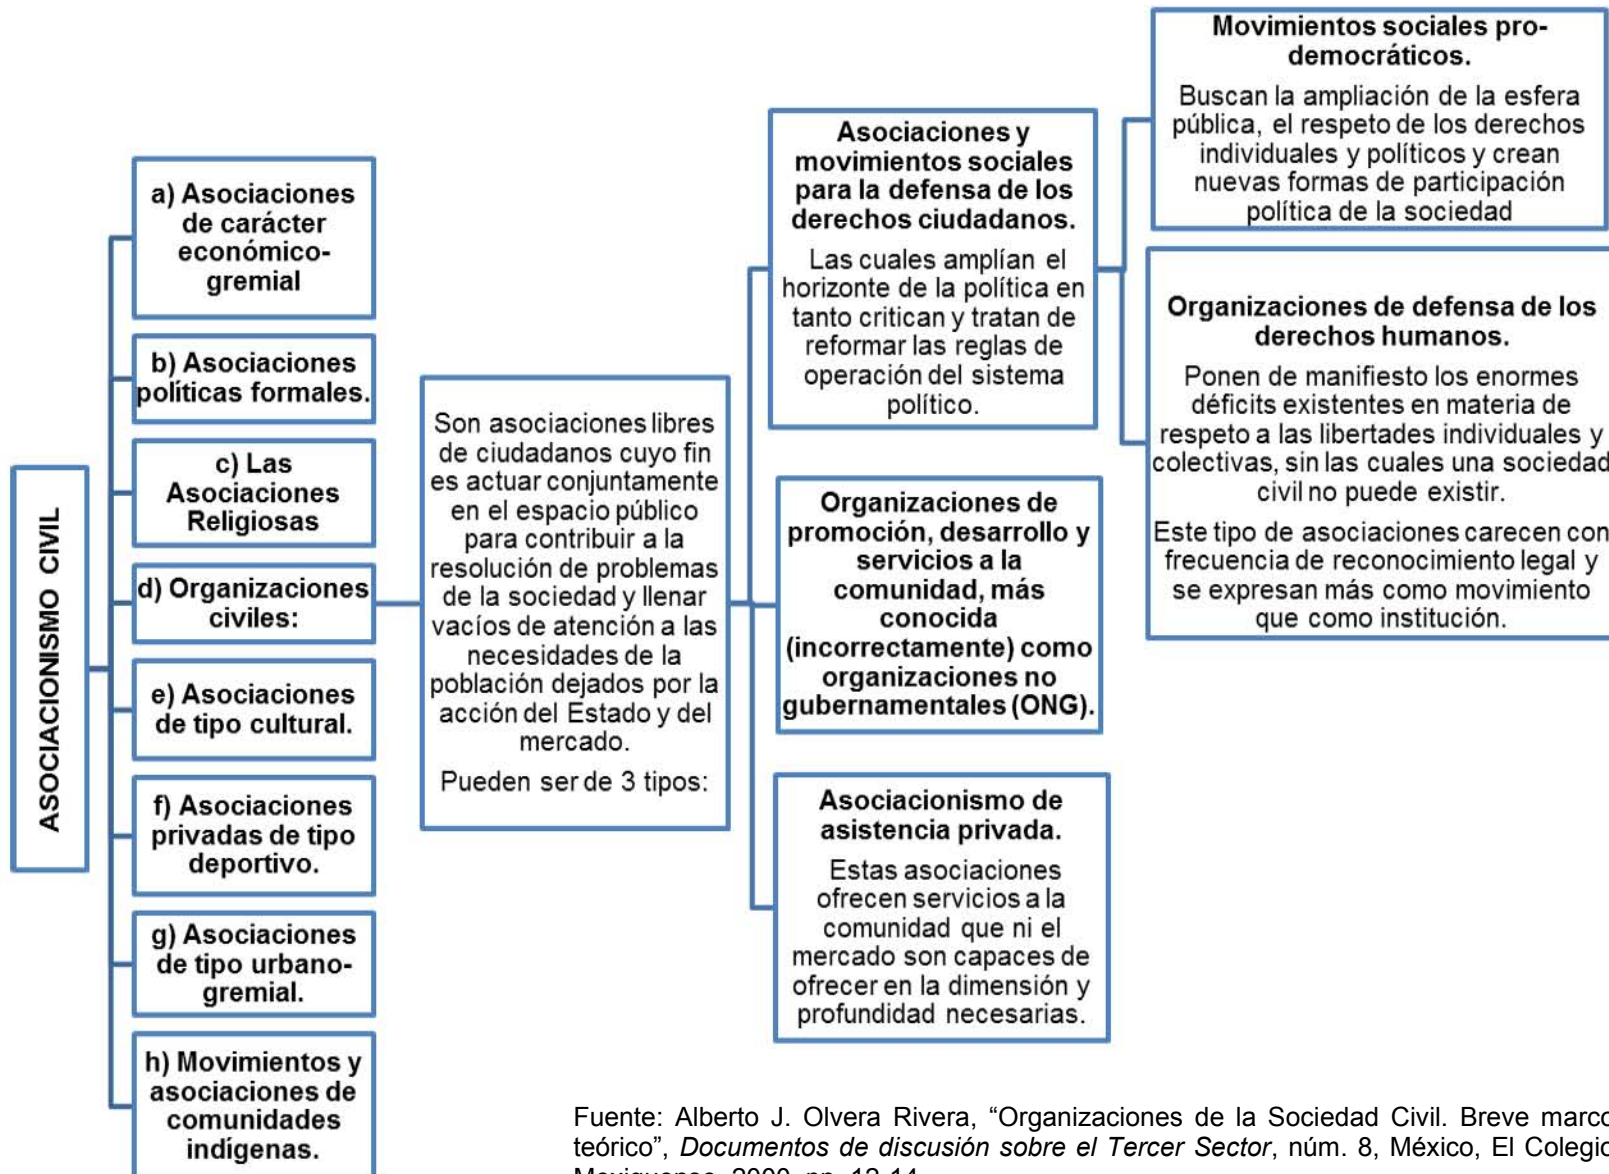 ASOCIACIONISMO CIVIL
a) Asociaciones
de carácter
económico-
gremial
b) Asociaciones
políticas formales.
c) Las
Asociaciones
Religiosas
d) Organizaciones
civiles:
e) Asociaciones
de tipo cultural.
f) Asociaciones
privadas de tipo
deportivo.
g) Asociaciones
de tipo urbano-
gremial.
h) Movimientos y
asociaciones de
comunidades
indígenas.
Son asociaciones libres
de ciudadanos cuyo fin
es actuar conjuntamente
en el espacio público
para contribuir a la
resolución de problemas
de la sociedad y llenar
vacíos de atención a las
necesidades de la
población dejados por la
acción del Estado y del
mercado.
Pueden ser de 3 tipos:
Asociaciones y
movimientos sociales
para la defensa de los
derechos ciudadanos.
Las cuales amplían el
horizonte de la política en
tanto critican y tratan de
reformar las reglas de
operación del sistema
político.
Organizaciones de
promoción, desarrollo y
servicios a la
comunidad, más
conocida
(incorrectamente) como
organizaciones no
gubernamentales (ONG).
Asociacionismo de
asistencia privada.
Estas asociaciones
ofrecen servicios a la
comunidad que ni el
mercado son capaces de
ofrecer en la dimensión y
profundidad necesarias.
Movimientos sociales pro-
democráticos.
Buscan la ampliación de la esfera
pública, el respeto de los derechos
individuales y políticos y crean
nuevas formas de participación
política de la sociedad
Organizaciones de defensa de los
derechos humanos.
Ponen de manifiesto los enormes
déficits existentes en materia de
respeto a las libertades individuales y
colectivas, sin las cuales una sociedad
civil no puede existir.
Este tipo de asociaciones carecen con
frecuencia de reconocimiento legal y
se expresan más como movimiento
que como institución.
Fuente: Alberto J. Olvera Rivera, “Organizaciones de la Sociedad Civil. Breve marco
teórico”, Documentos de discusión sobre el Tercer Sector, núm. 8, México, El Colegio